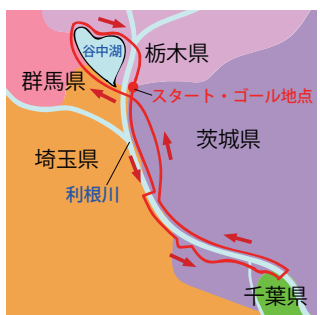 谷中湖
栃木県
群馬県
スタート・ゴール地点
茨城県
埼玉県
利根川
千葉県